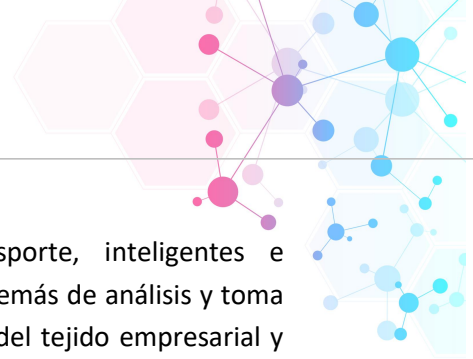 sporte, inteligentes e
emás de análisis y toma
del tejido empresarial y